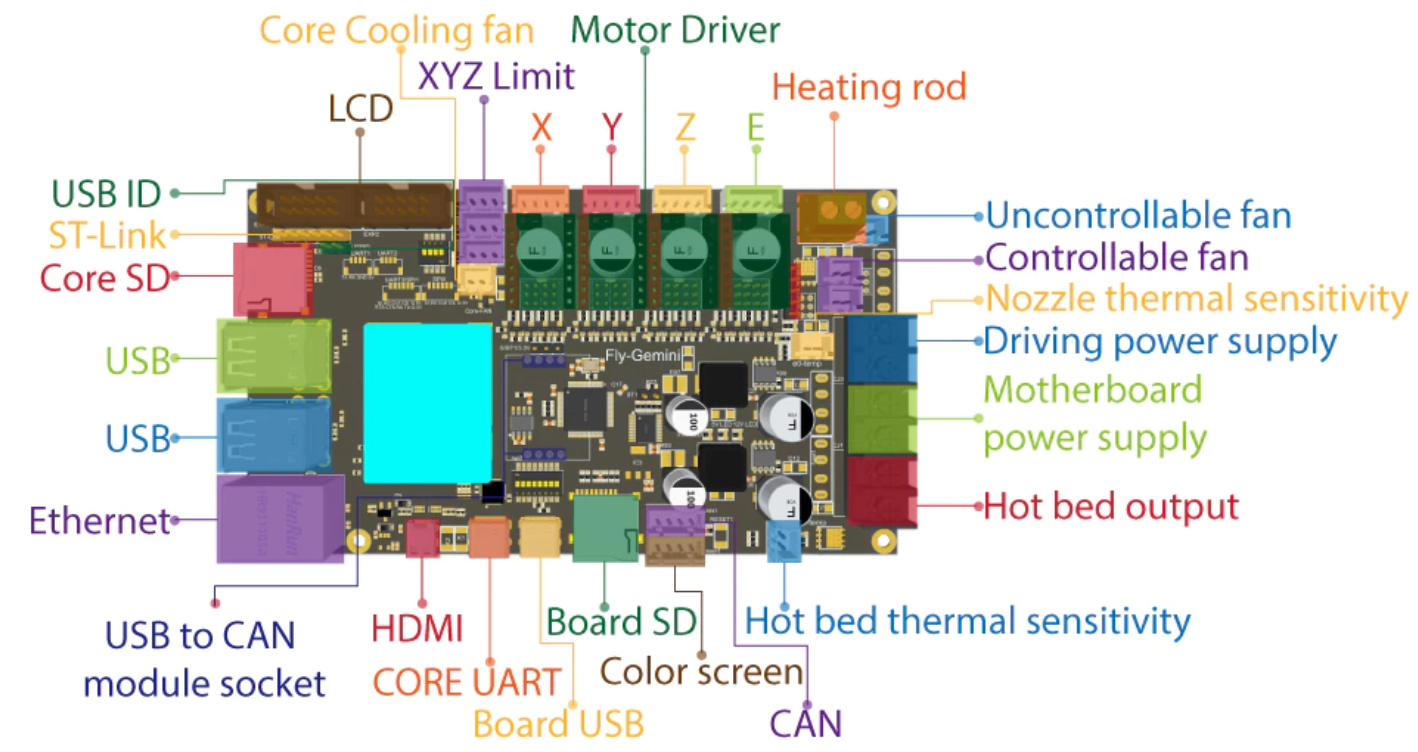 Core Cooling fan
Motor Driver
XYZ Limit
Heating rod
LCD
X
Y
Z
E
USB ID
ST-Link
Core SD
USB
USB
Ethernet
Uncontrollable fan
Controllable fan
Nozzle thermal sensitivity
Driving power supply
Motherboard
power supply
Hot bed output
Fly-Gemini
HanRun
100
100
USB to CAN
module socket
HDMI
CORE UART
Board USB
Board SD
Color screen
CAN
Hot bed thermal sensitivity